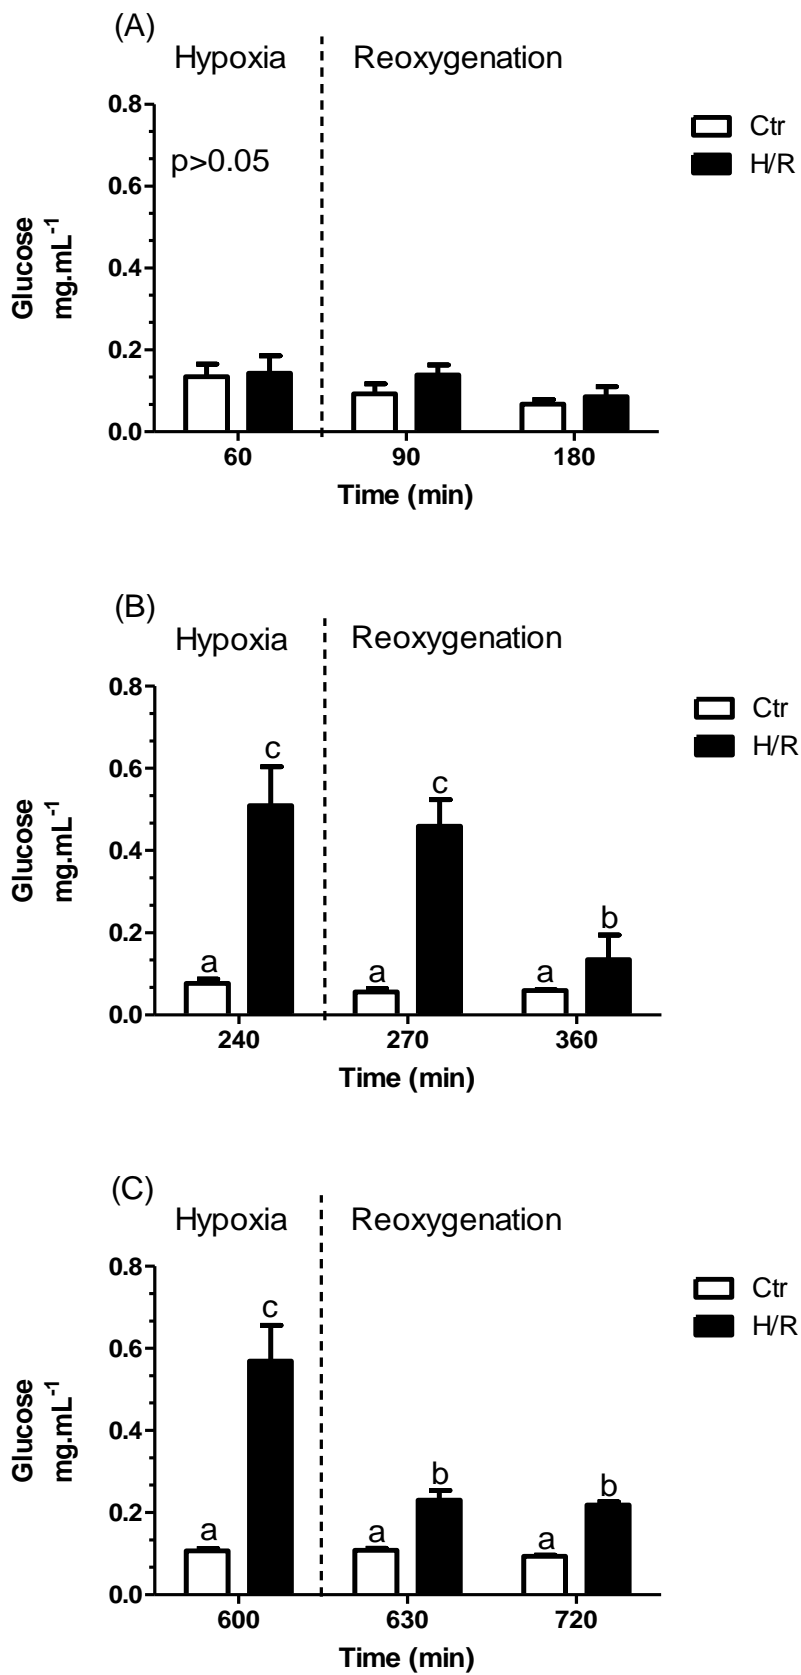 (A)
Hypoxia Reoxygenation
0.8
0.6
0.4
0.2
0.0
p>0.05
Glucose
mg.mL⁻¹
60 90 180
Time (min)
Ctr
H/R
(B)
Hypoxia Reoxygenation
0.8
0.6
0.4
0.2
0.0
Glucose
mg.mL⁻¹
a c a c a b
240 270 360
Time (min)
Ctr
H/R
(C)
Hypoxia Reoxygenation
0.8
0.6
0.4
0.2
0.0
Glucose
mg.mL⁻¹
a c a b a b
600 630 720
Time (min)
Ctr
H/R